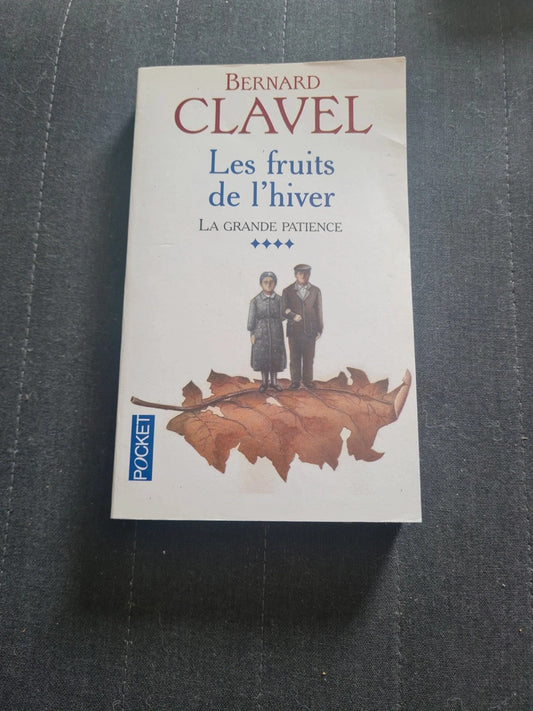 BERNARD
CLAVEL
Les fruits
de l'hiver
LA GRANDE PATIENCE
POCKET